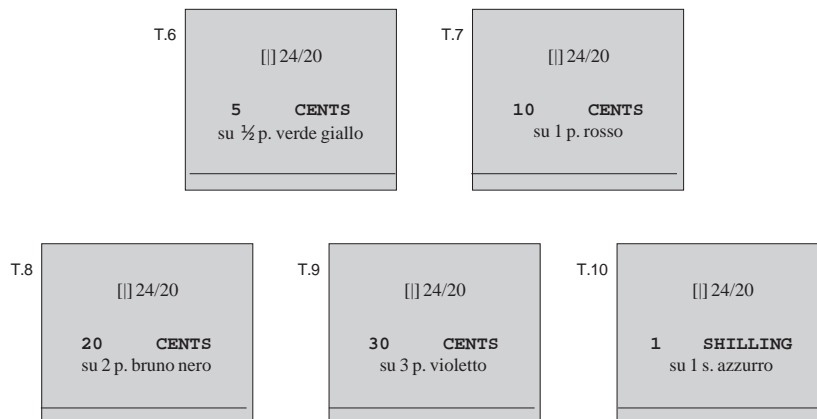 T.6
[|] 24/20
5 CENTS
su ½ p. verde giallo
T.7
[|] 24/20
10 CENTS
su 1 p. rosso
T.8
[|] 24/20
20 CENTS
su 2 p. bruno nero
T.9
[|] 24/20
30 CENTS
su 3 p. violetto
T.10
[|] 24/20
1 SHILLING
su 1 s. azzurro